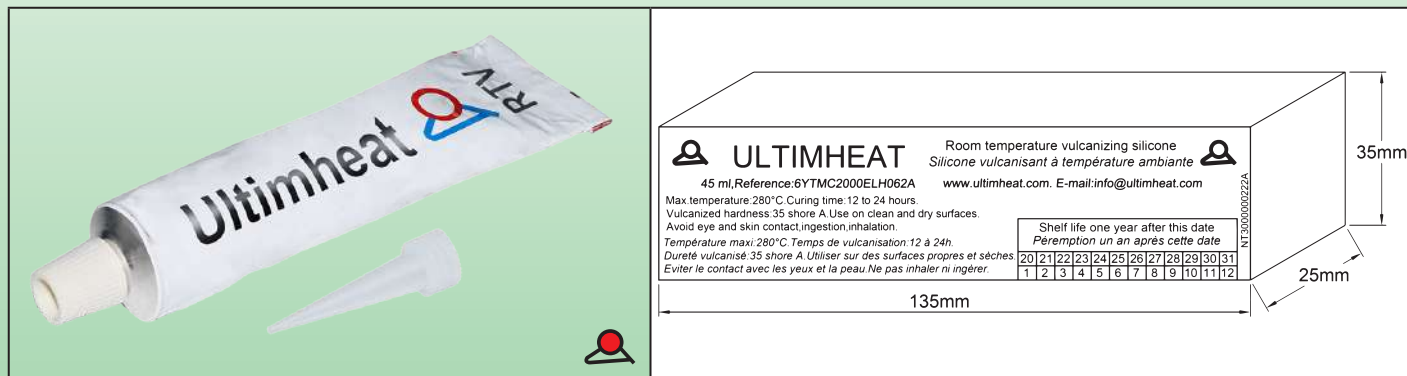 Ultimheat RTV
ULTIMHEAT
Room temperature vulcanizing silicone
Silicone vulcanisant à température ambiante
45 ml,Reference:6YTMC2000ELH062A
www.ultimheat.com. E-mail:info@ultimheat.com
Max.temperature:280°C.Curing time:12 to 24 hours.
Vulcanized hardness:35 shore A.Use on clean and dry surfaces.
Avoid eye and skin contact,ingestion,inhalation.
Température maxi:280°C.Temps de vulcanisation:12 à 24h.
Dureté vulcanisé:35 shore A.Utiliser sur des surfaces propres et sèches.
Eviter le contact avec les yeux et la peau.Ne pas inhaler ni ingérer.
Shelf life one year after this date
Péremption un an après cette date
20 21 22 23 24 25 26 27 28 29 30 31
1 2 3 4 5 6 7 8 9 10 11 12
NT3000000222A
35mm
25mm
135mm